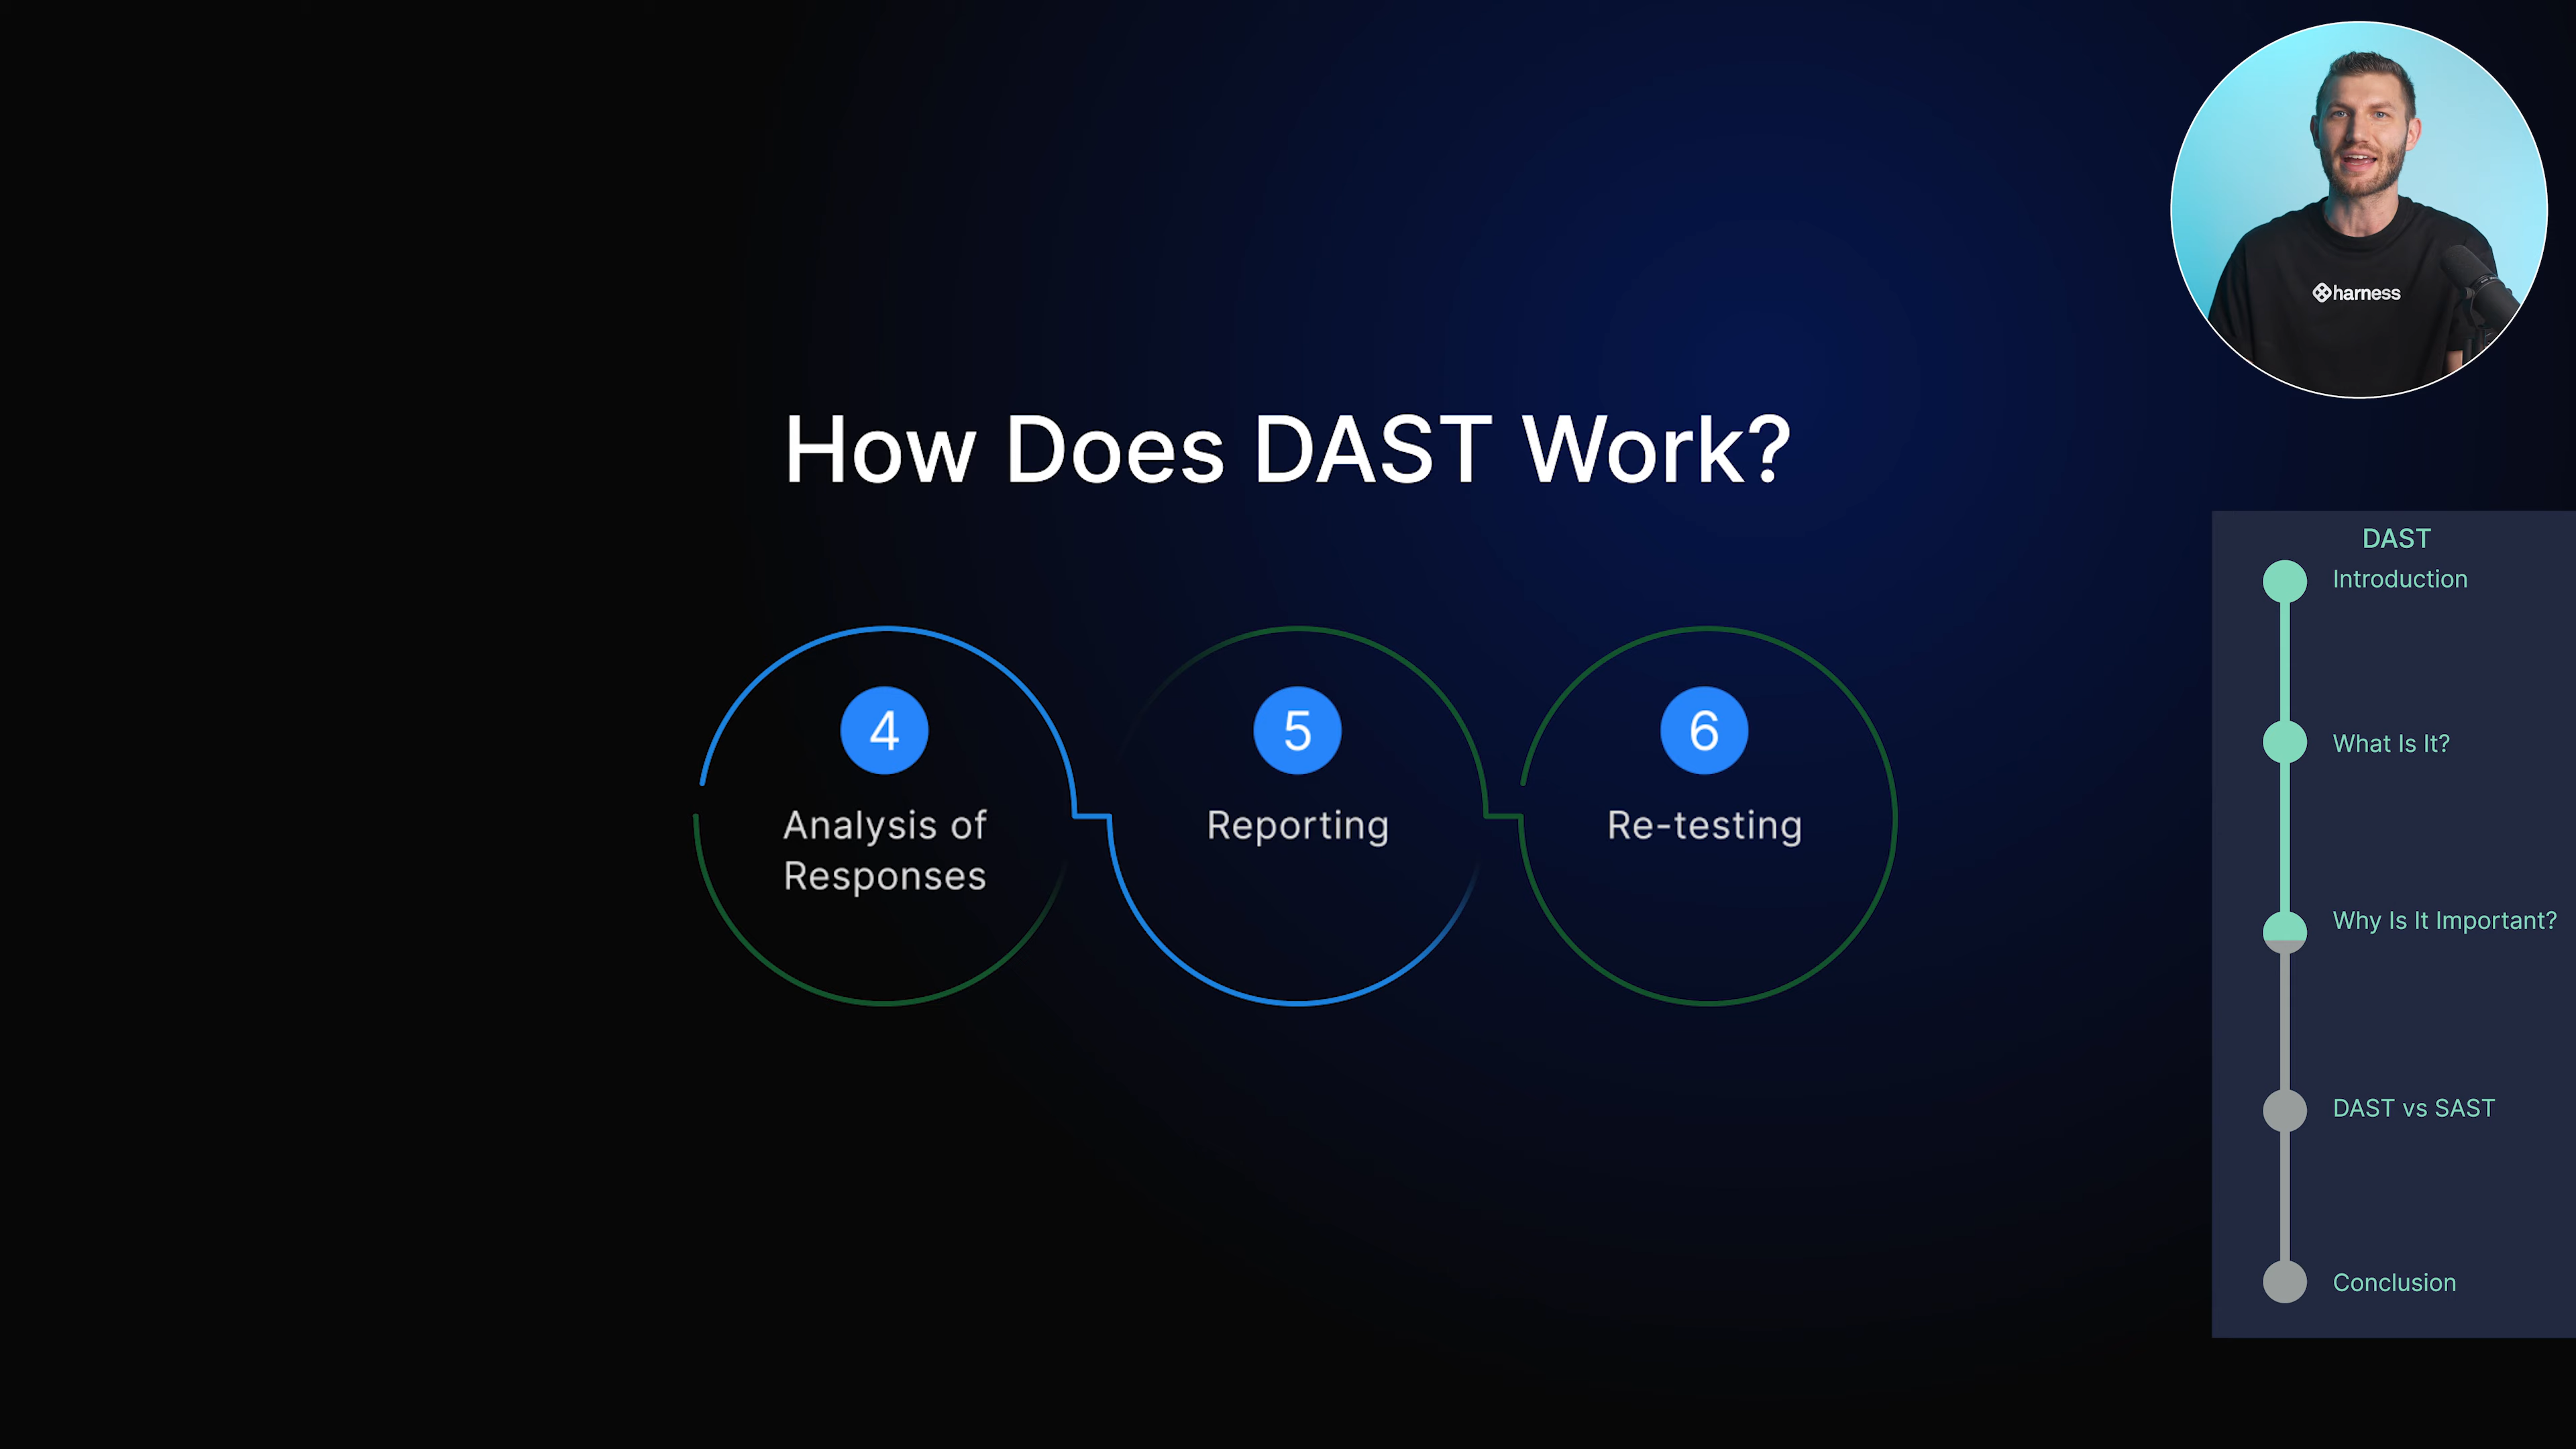 harness
How Does DAST Work?
4
Analysis of
Responses
5
Reporting
6
Re-testing
DAST
Introduction
What Is It?
Why Is It Important?
DAST vs SAST
Conclusion